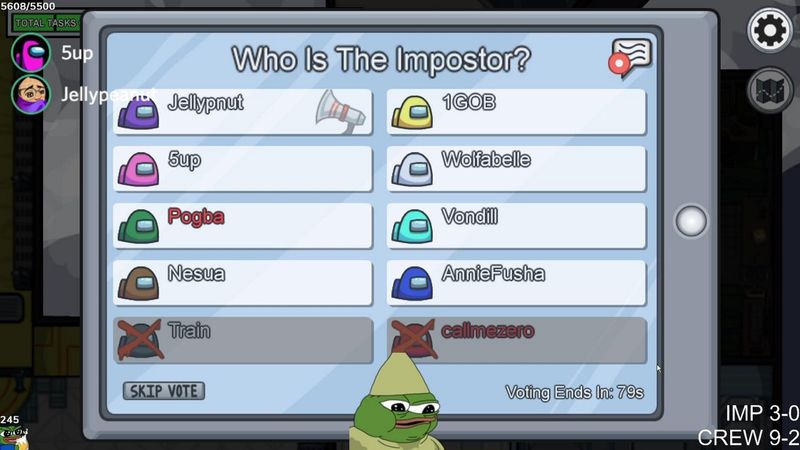 5608/5500
TOTAL TASKS
5up
Jellypeanut
Who Is The Impostor?
Jellypnut
1GOB
5up
Wolfabelle
Pogba
Vondill
Nesua
AnnieFusha
Train
callmezero
SKIP VOTE
Voting Ends In: 79s
245
IMP 3-0
CREW 9-2